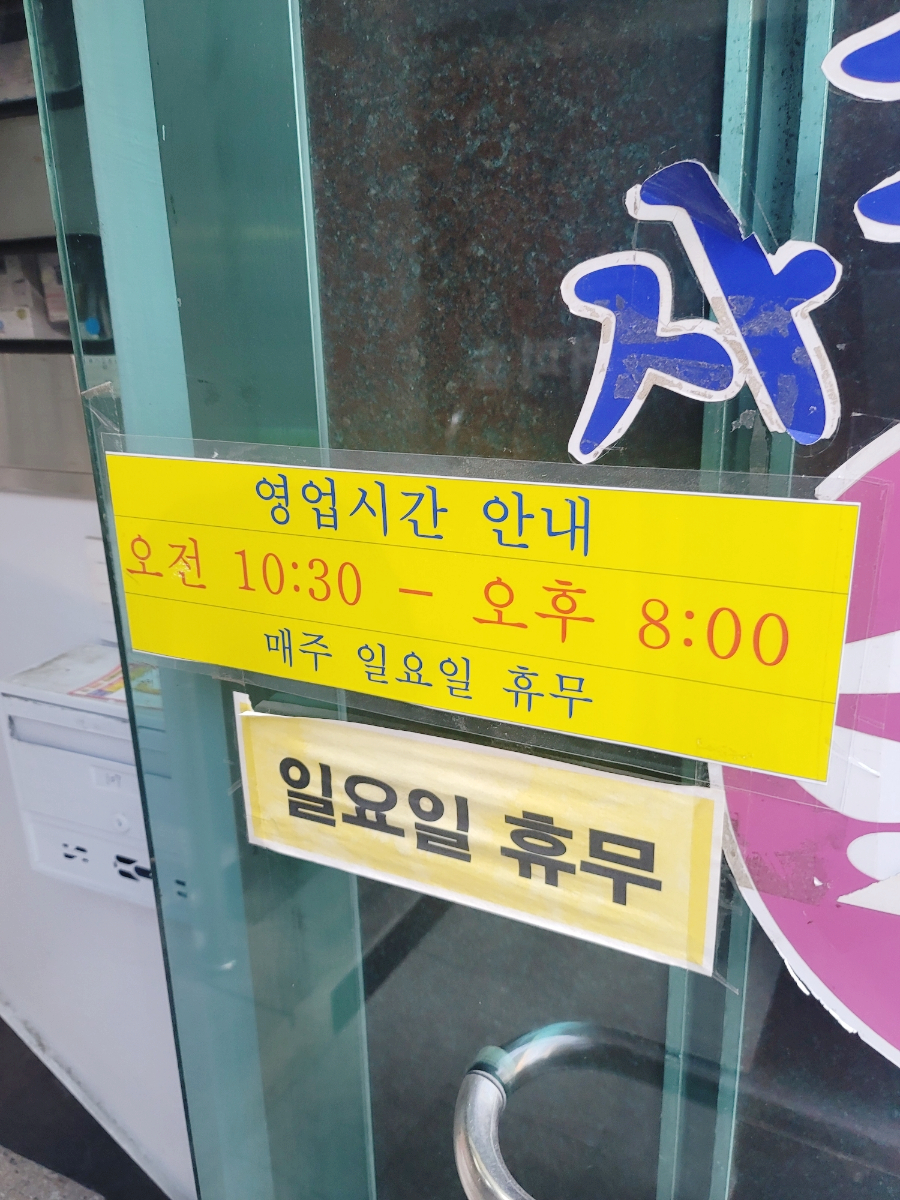 사
영업시간 안내
오전 10:30 - 오후 8:00
매주 일요일 휴무
일요일 휴무